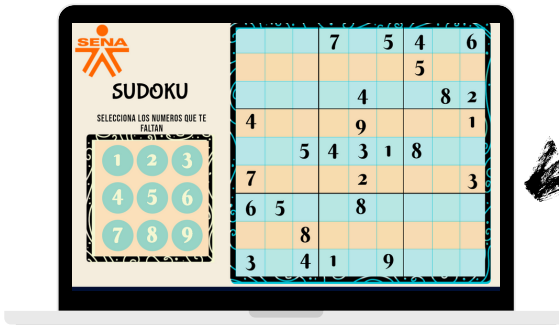 SENA
SUDOKU
SELECCIONA LOS NUMEROS QUE TE
FALTAN
1 2 3
4 5 6
7 8 9
7 5 4 6
5
4 8 2
4 9 1
5 4 3 1 8
7 2 3
6 5 8
8
3 4 1 9